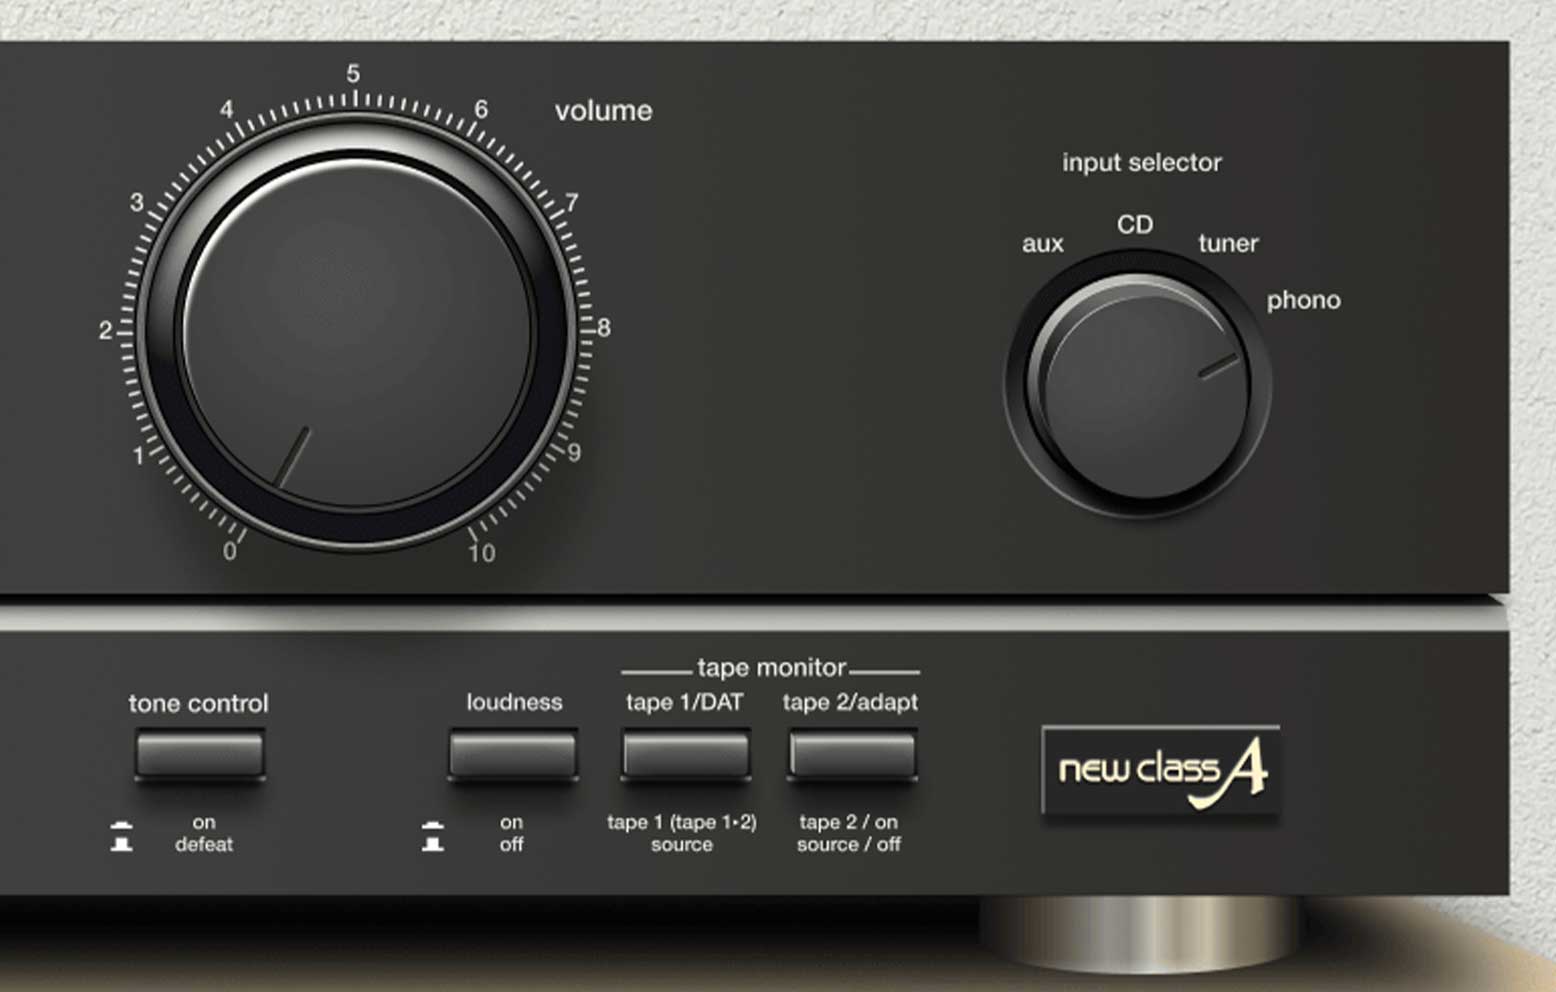 5
4
6
volume
3
7
2
8
1
9
0
10
input selector
CD
aux
tuner
phono
tape monitor
tone control
loudness
tape 1/DAT
tape 2/adapt
on
defeat
on
off
tape 1 (tape 1‣2)
source
tape 2 / on
source / off
new class A